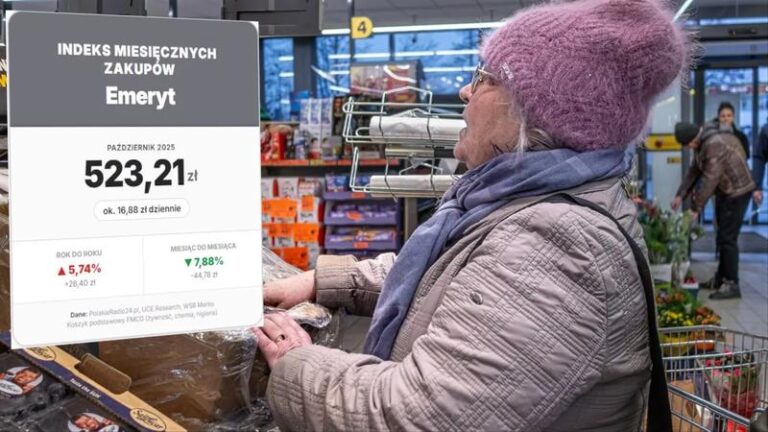 INDEKS MIESIĘCZNYCH
ZAKUPÓW
Emeryt
PAŹDZIERNIK 2025
523,21 zł
ok. 16,88 zł dziennie
ROK DO ROKU
▲ 5,74%
+28,40 zł
MIESIĄC DO MIESIĄCA
▼ 7,88%
-44,78 zł
Dane: PolskieRadio24.pl, UCE Research, WSB Merito
Koszyk podstawowy FMCG (żywność, chemia, higiena)
4